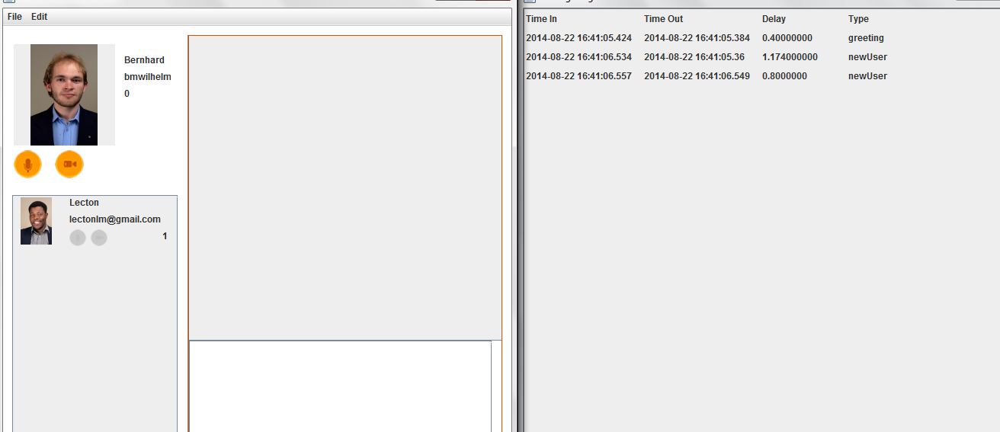 File Edit
Bernhard
bmwilhelm
0
Lecton
lectonlm@gmail.com
1
Time In Time Out Delay Type
2014-08-22 16:41:05.424 2014-08-22 16:41:05.384 0.40000000 greeting
2014-08-22 16:41:06.534 2014-08-22 16:41:05.36 1.174000000 newUser
2014-08-22 16:41:06.557 2014-08-22 16:41:06.549 0.8000000 newUser